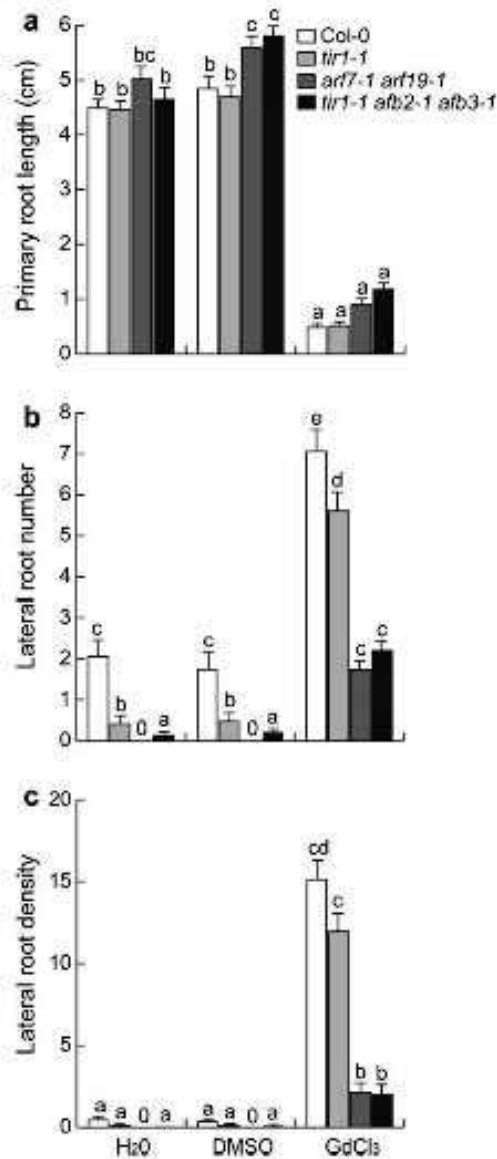 a
Col-0
tir1-1
arf7-1 arf19-1
tir1-1 afb2-1 afb3-1
Primary root length (cm)
6
5
4
3
2
1
0
b b bc b
b b c c
a a a a
b
Lateral root number
8
7
6
5
4
3
2
1
0
c b 0 a
c b 0 a
e d c c
c
Lateral root density
20
15
10
5
0
a a 0 a
a a 0 a
cd c b b
H20 DMSO GdCl3